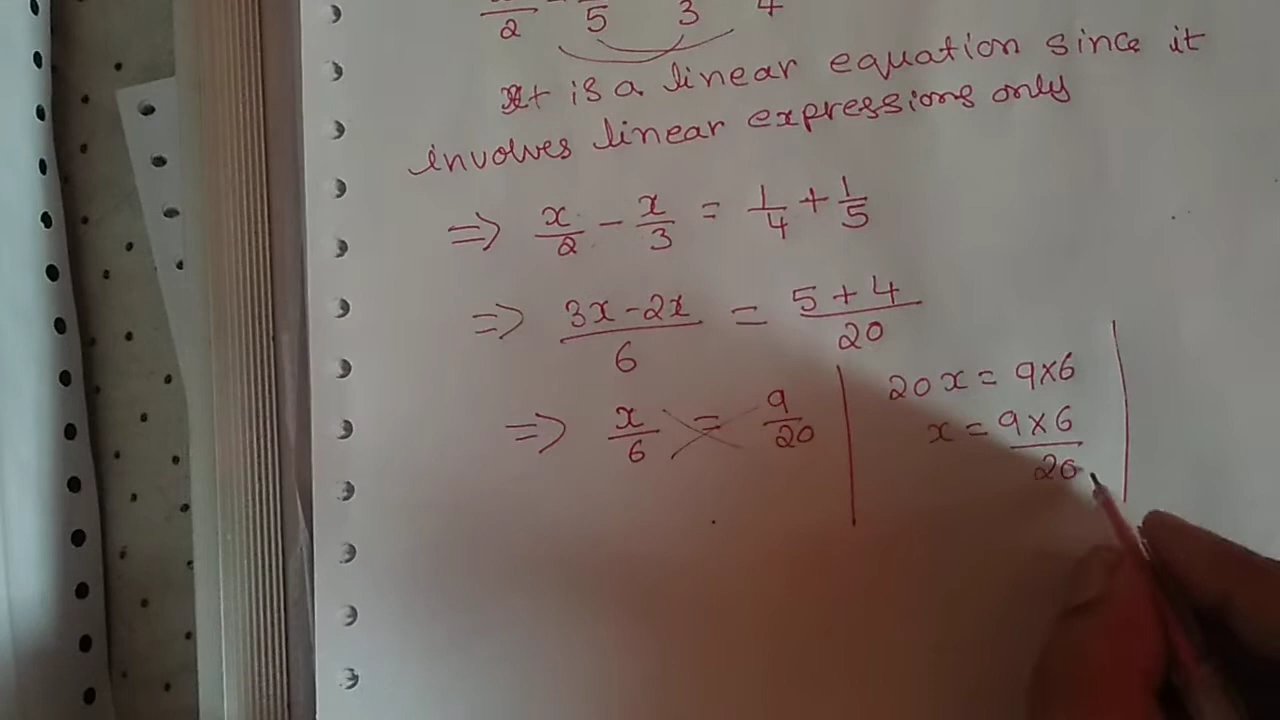 2 5 3 4
It is a linear equation since it
involves linear expressions only
⇒ x/2 - x/3 = 1/4 + 1/5
⇒ 3x-2x/6 = 5+4/20
⇒ x/6 = 9/20
20x = 9×6
x = 9×6/20